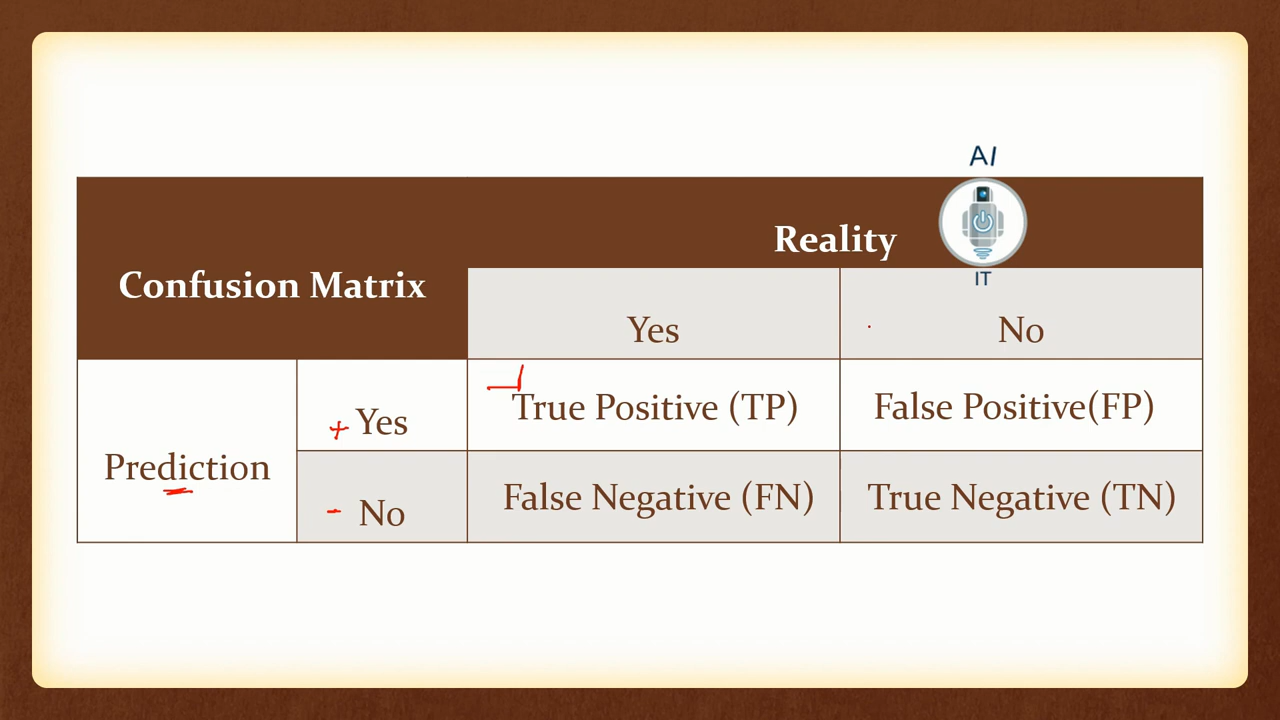 AI
Reality
IT
Confusion Matrix
Yes
No
True Positive (TP)
False Positive(FP)
+ Yes
Prediction
False Negative (FN)
True Negative (TN)
- No